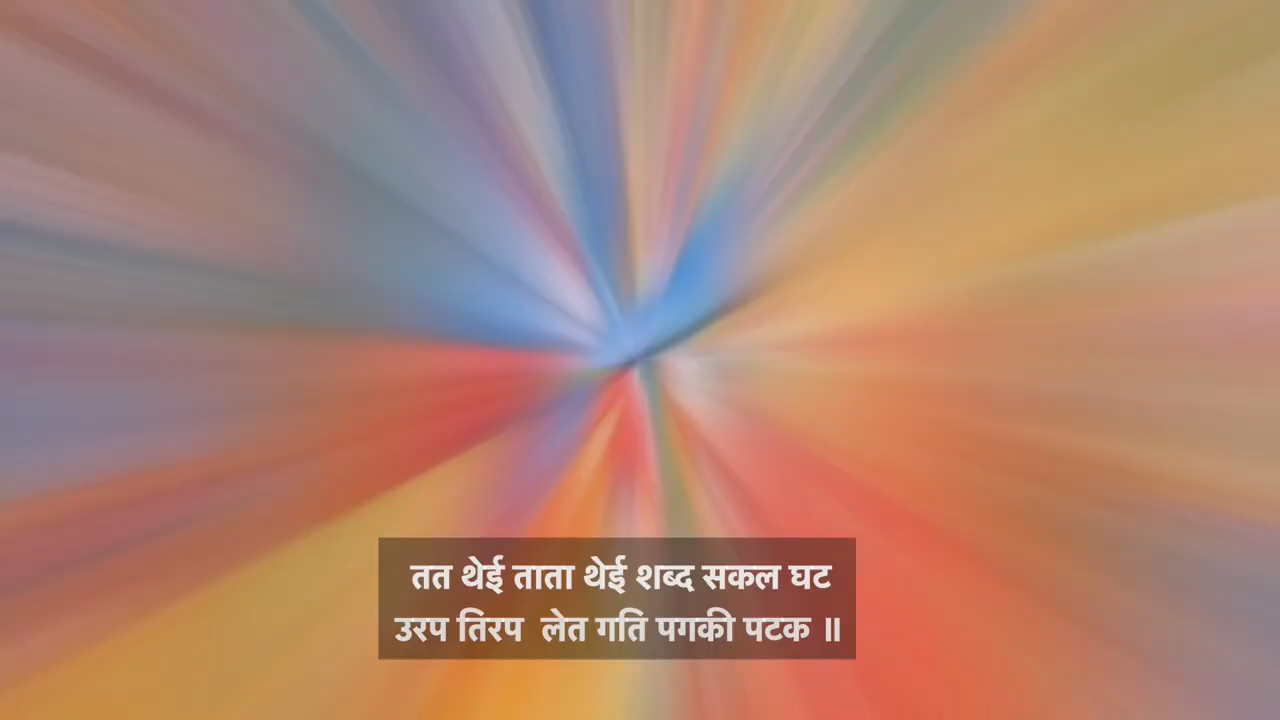 तत थेई ताता थेई शब्द सकल घट
उरप तिरप लेत गति पगकी पटक ॥